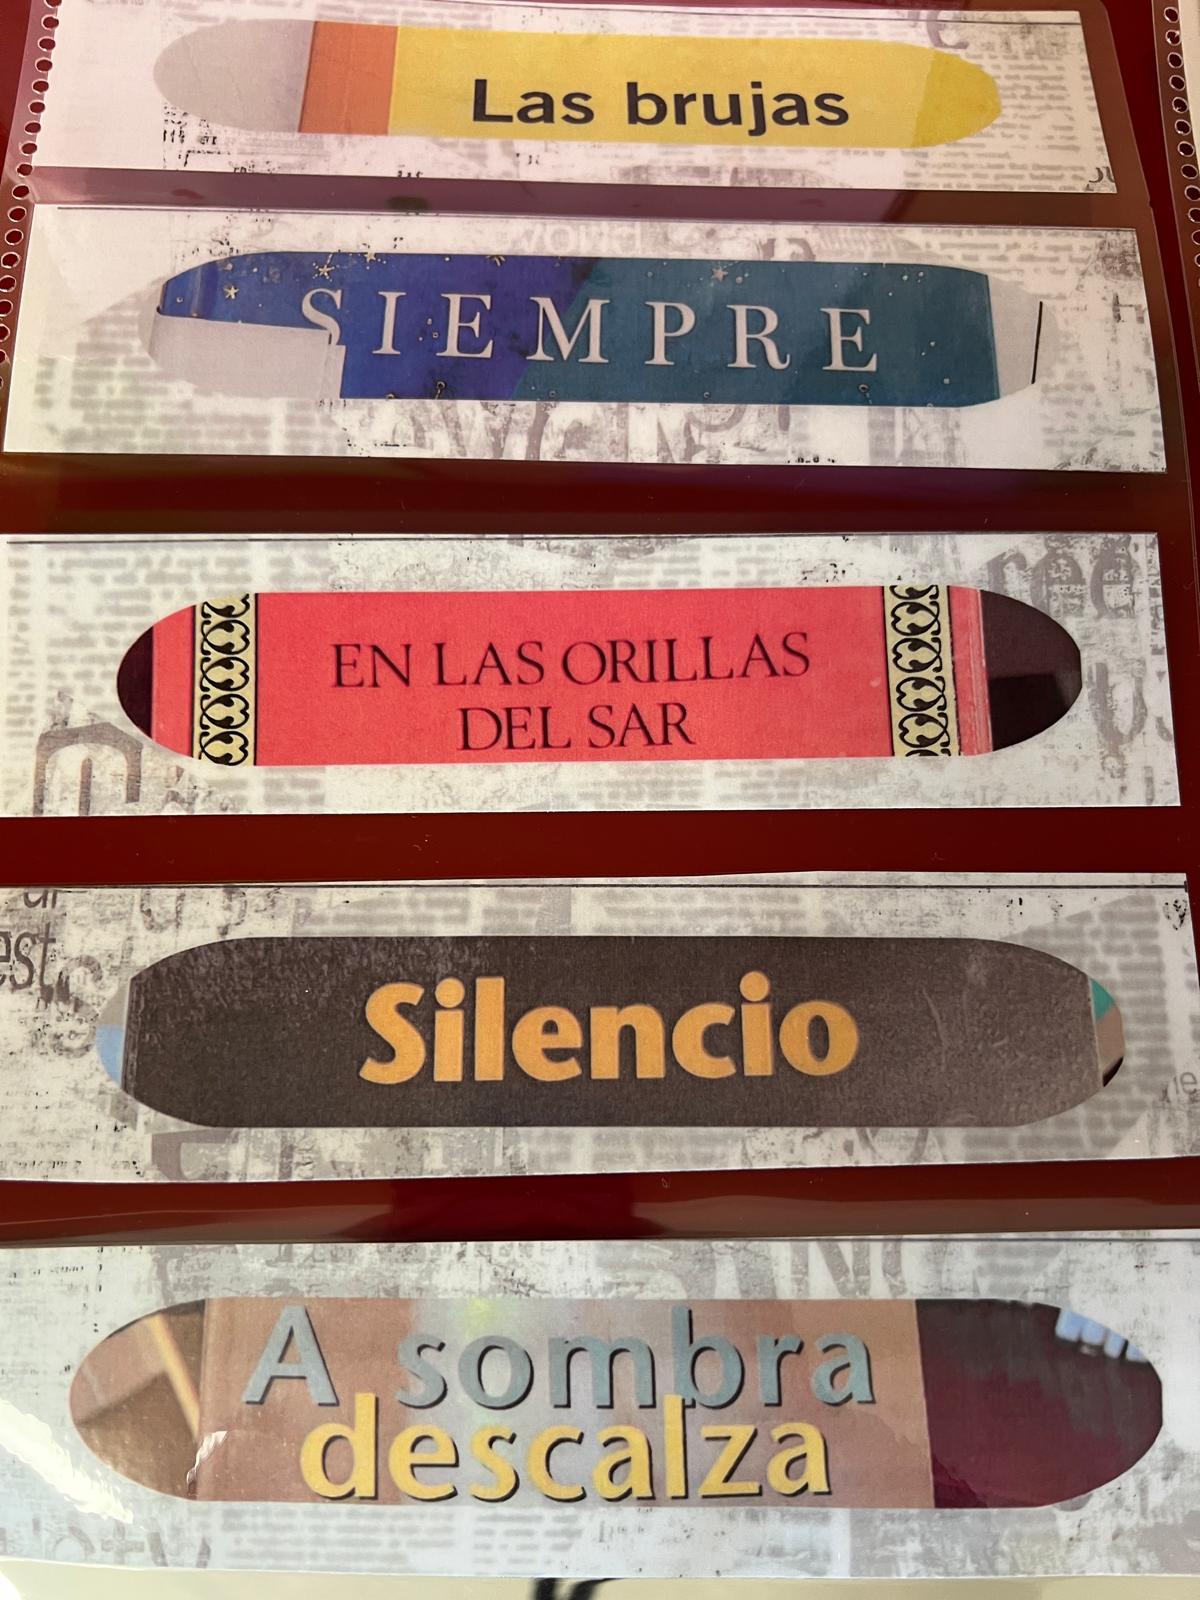 Las brujas
SIEMPRE
EN LAS ORILLAS
DEL SAR
Silencio
A sombra
descalza